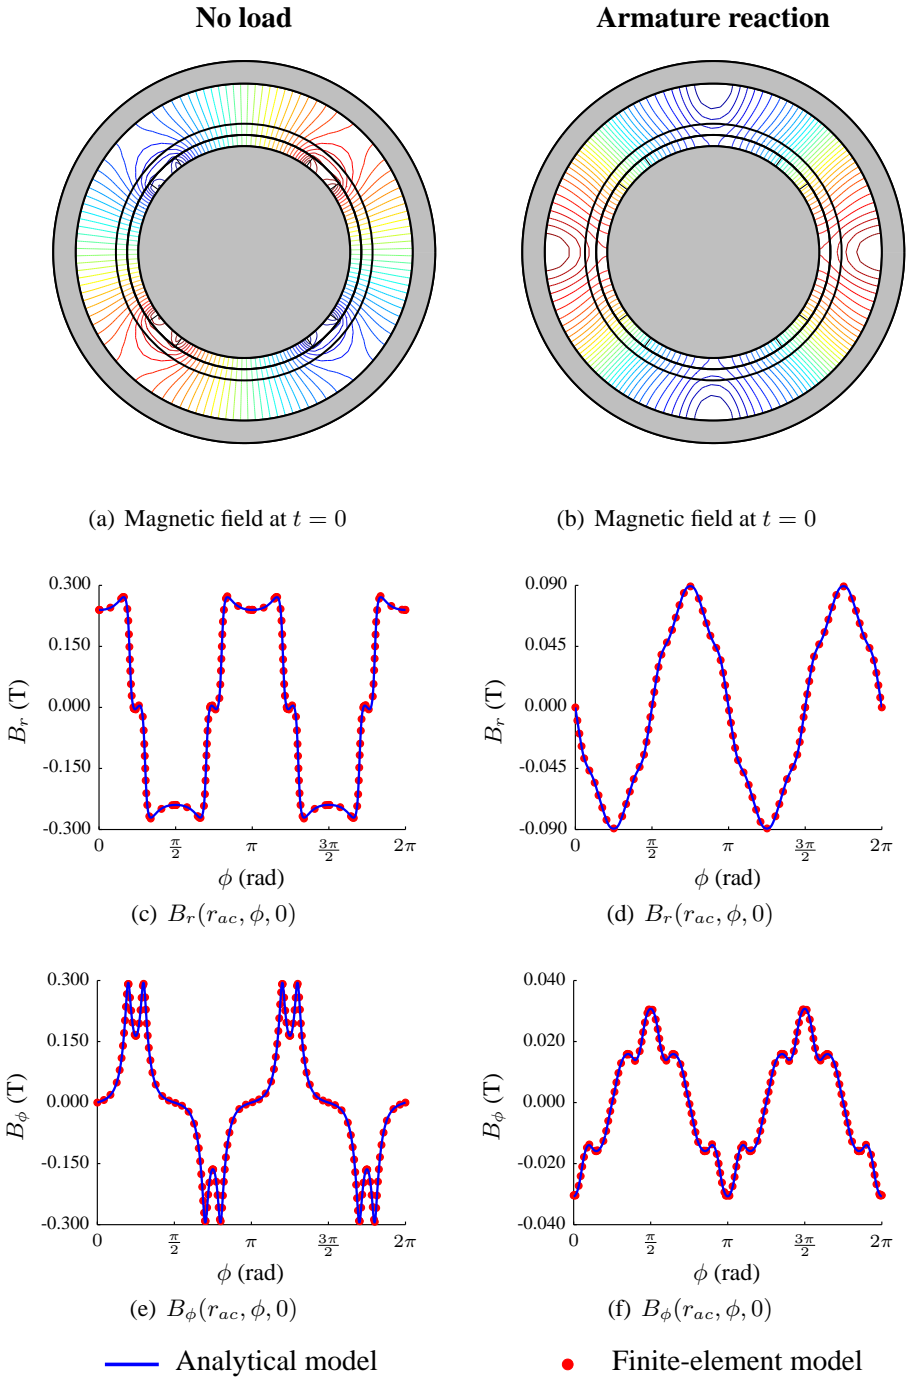 No load
Armature reaction
(a) Magnetic field at t = 0
(b) Magnetic field at t = 0
0.300
0.150
0.000
-0.150
-0.300
B_r (T)
0
π/2
π
3π/2
2π
ϕ (rad)
(c) B_r(r_ac, ϕ, 0)
0.090
0.045
0.000
-0.045
-0.090
B_r (T)
0
π/2
π
3π/2
2π
ϕ (rad)
(d) B_r(r_ac, ϕ, 0)
0.300
0.150
0.000
-0.150
-0.300
B_ϕ (T)
0
π/2
π
3π/2
2π
ϕ (rad)
(e) B_ϕ(r_ac, ϕ, 0)
0.040
0.020
0.000
-0.020
-0.040
B_ϕ (T)
0
π/2
π
3π/2
2π
ϕ (rad)
(f) B_ϕ(r_ac, ϕ, 0)
Analytical model
Finite-element model